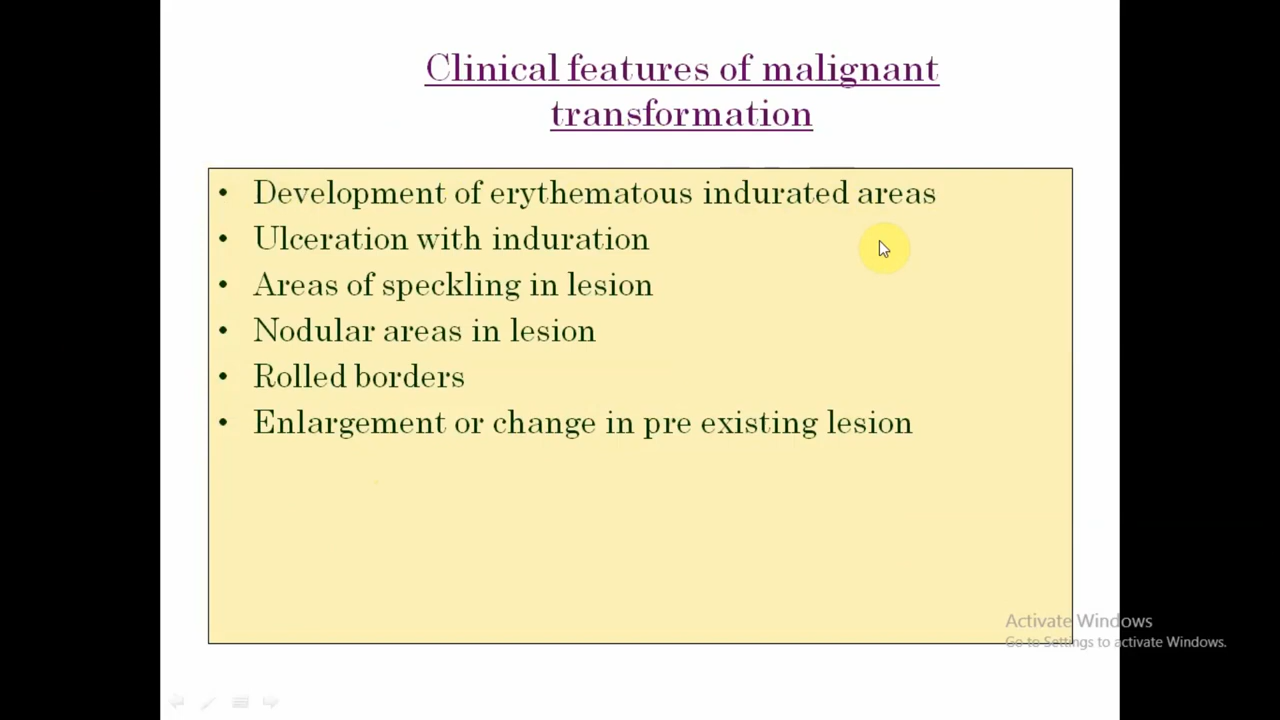 Clinical features of malignant
transformation
• Development of erythematous indurated areas
• Ulceration with induration
• Areas of speckling in lesion
• Nodular areas in lesion
• Rolled borders
• Enlargement or change in pre existing lesion
Activate Windows
Go to Settings to activate Windows.